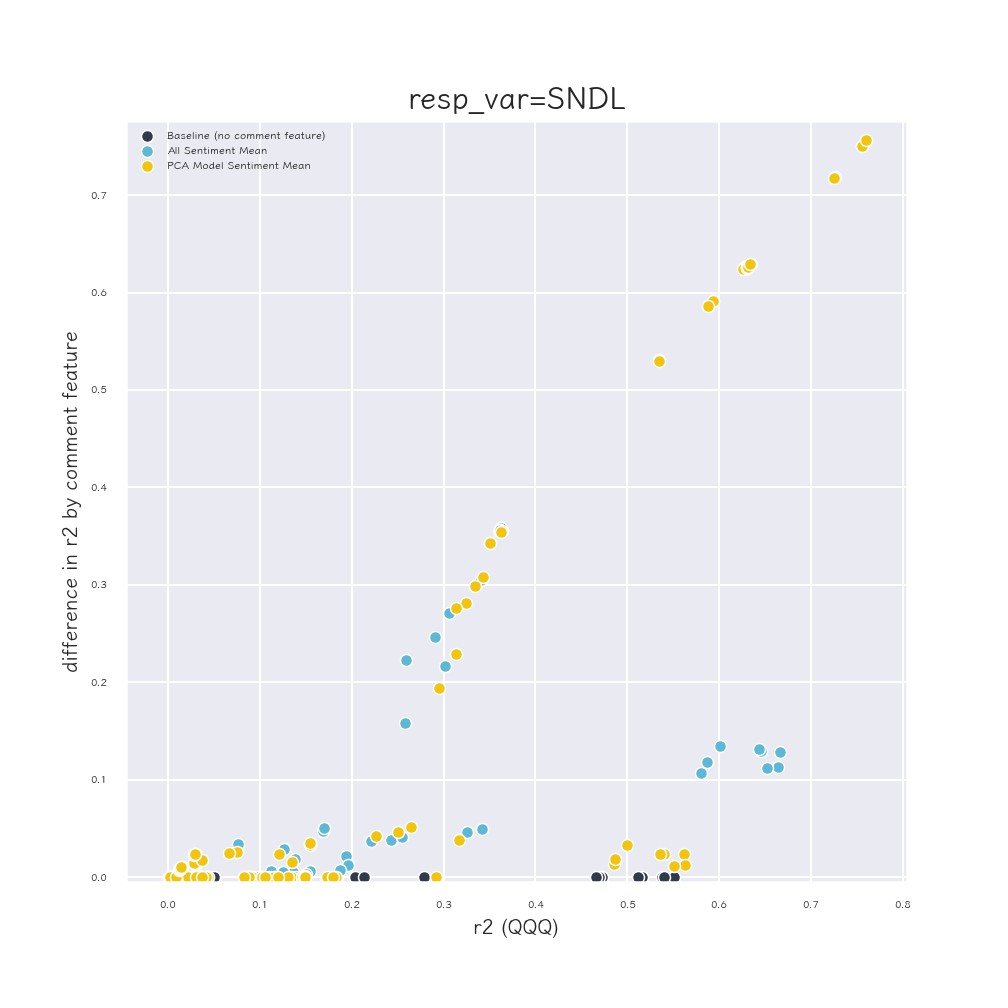 resp_var=SNDL
Baseline (no comment feature)
All Sentiment Mean
PCA Model Sentiment Mean
difference in r2 by comment feature
0.7
0.6
0.5
0.4
0.3
0.2
0.1
0.0
0.0 0.1 0.2 0.3 0.4 0.5 0.6 0.7 0.8
r2 (QQQ)